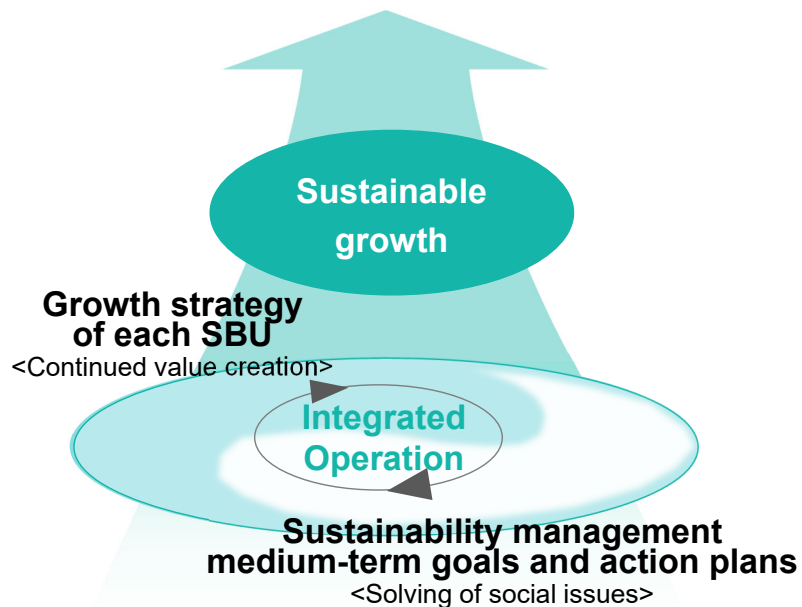 Sustainable
growth
Growth strategy
of each SBU
<Continued value creation>
Integrated
Operation
Sustainability management
medium-term goals and action plans
<Solving of social issues>